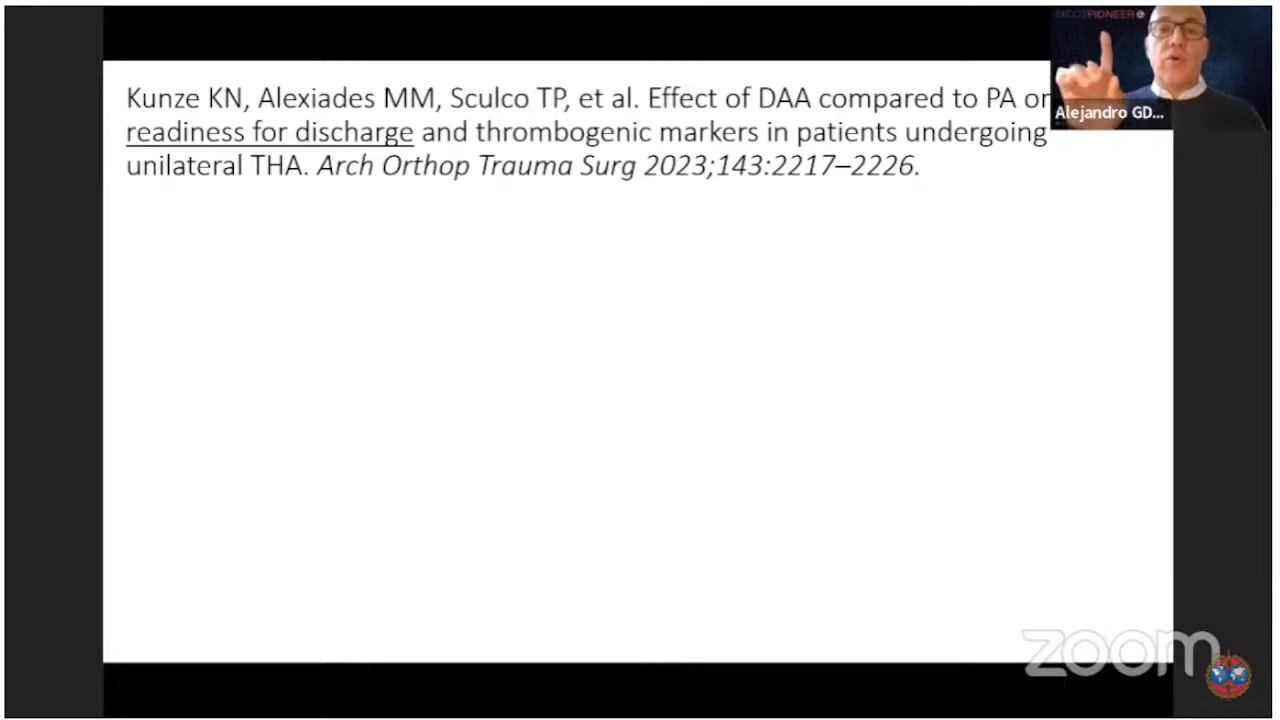 Kunze KN, Alexiades MM, Sculco TP, et al. Effect of DAA compared to PA on
readiness for discharge and thrombogenic markers in patients undergoing
unilateral THA. Arch Orthop Trauma Surg 2023;143:2217–2226.
SECOTPIONEER
Alejandro GD...
zoom